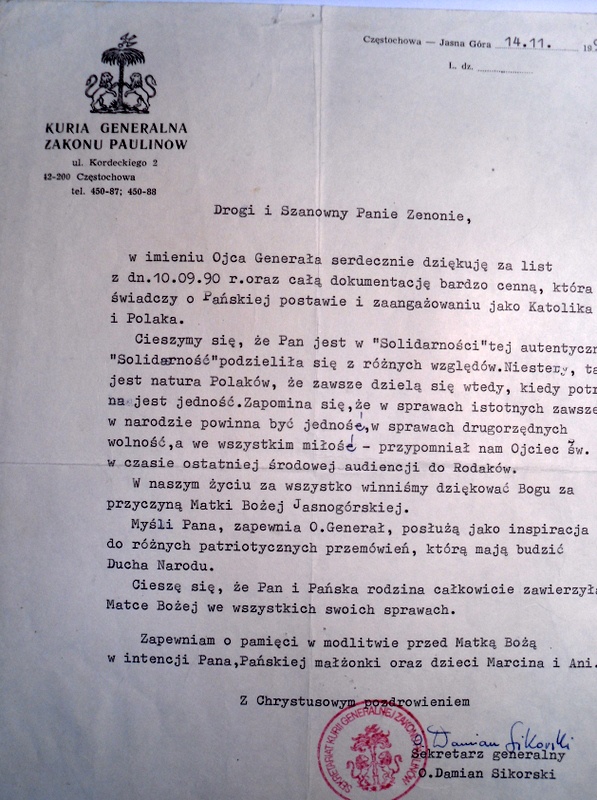 Częstochowa — Jasna Góra 14.11. 199
L. dz.
KURIA GENERALNA
ZAKONU PAULINOW
ul. Kordeckiego 2
42-200 Częstochowa
tel. 450-87; 450-88
Drogi i Szanowny Panie Zenonie,
w imieniu Ojca Generała serdecznie dziękuję za list
z dn.10.09.90 r.oraz całą dokumentację bardzo cenną, która
świadczy o Pańskiej postawie i zaangażowaniu jako Katolika
i Polaka.
Cieszymy się, że Pan jest w "Solidarności"tej autentyczn
"Solidarność"podzieliła się z różnych względów.Niestety, ta
jest natura Polaków, że zawsze dzielą się wtedy, kiedy potr
na jest jedność.Zapomina się,że w sprawach istotnych zawsze
w narodzie powinna być jedność,w sprawach drugorzędnych
wolność,a we wszystkim miłość – przypomniał nam Ojciec Św.
w czasie ostatniej środowej audiencji do Rodaków.
W naszym życiu za wszystko winniśmy dziękować Bogu za
przyczyną Matki Bożej Jasnogórskiej.
Myśli Pana, zapewnia O.Generał, posłużą jako inspiracja
do różnych patriotycznych przemówień, którą mają budzić
Ducha Narodu.
Cieszę się, że Pan i Pańska rodzina całkowicie zawierzyła
Matce Bożej we wszystkich swoich sprawach.
Zapewniam o pamięci w modlitwie przed Matką Bożą
w intencji Pana,Pańskiej małżonki oraz dzieci Marcina i Ani.
Z Chrystusowym pozdrowieniem
SEKRETARIAT KURII GENERALNEJ ZAKONU PAULINÓW
O. Damian Sikorski
Sekretarz generalny
O.Damian Sikorski